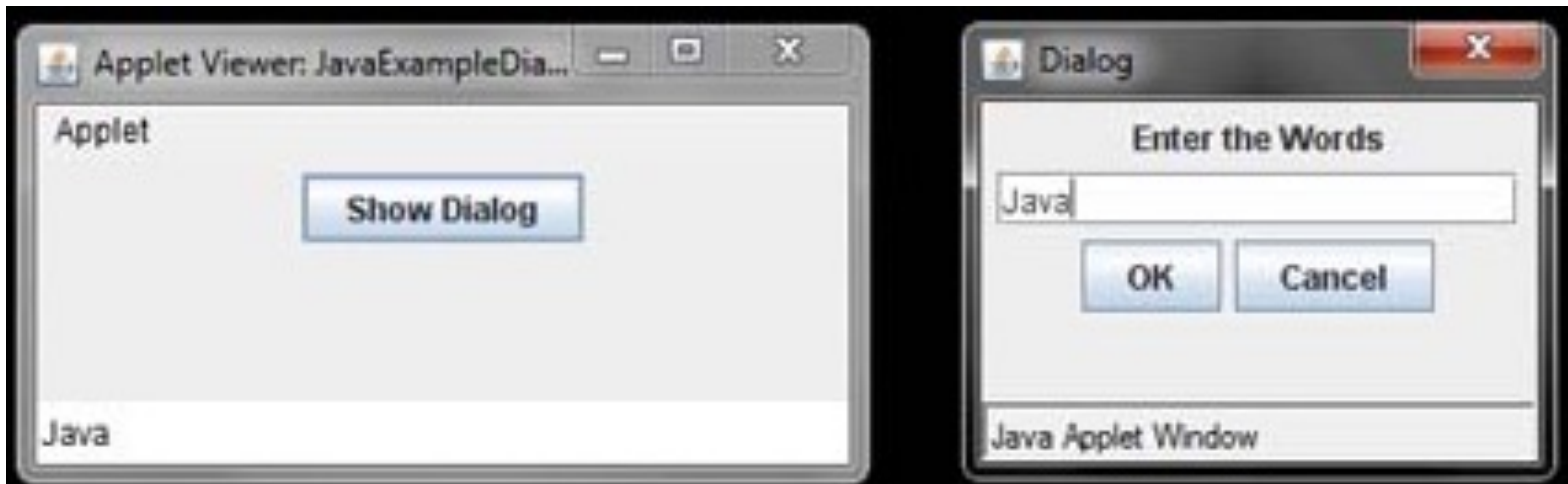 Applet Viewer: JavaExampleDia...
Applet
Show Dialog
Java
Dialog
Enter the Words
Java
OK Cancel
Java Applet Window